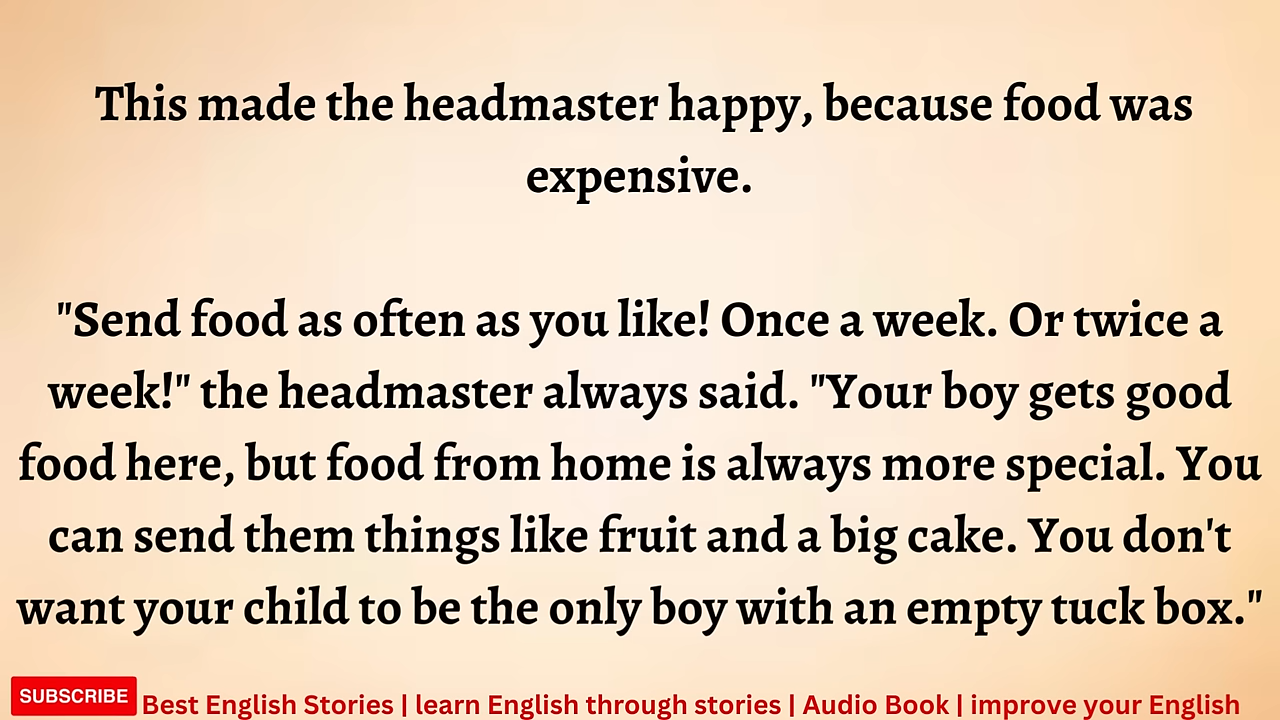 This made the headmaster happy, because food was
expensive.
"Send food as often as you like! Once a week. Or twice a
week!" the headmaster always said. "Your boy gets good
food here, but food from home is always more special. You
can send them things like fruit and a big cake. You don't
want your child to be the only boy with an empty tuck box."
SUBSCRIBE Best English Stories | learn English through stories | Audio Book | improve your English